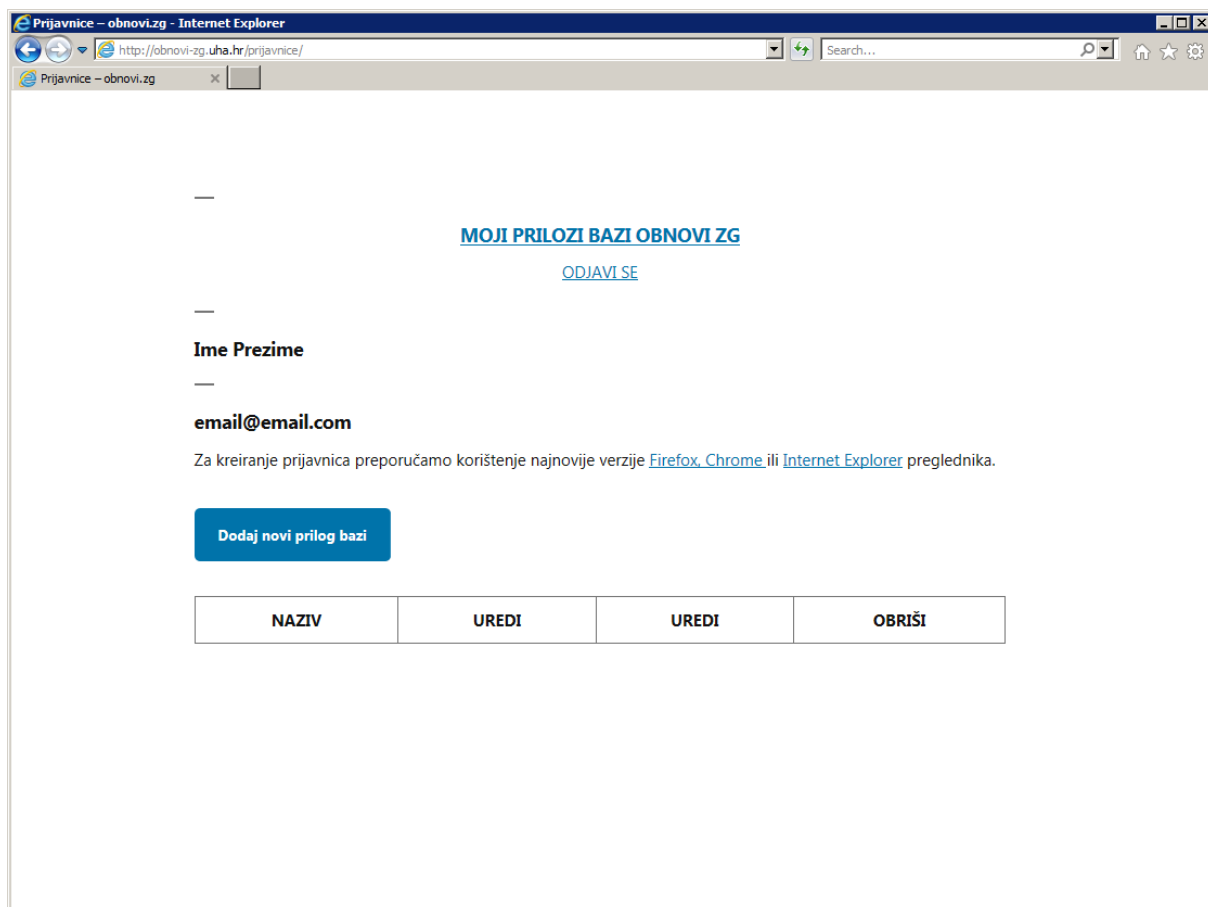 Prijavnice – obnovi.zg - Internet Explorer
http://obnovi-zg.uha.hr/prijavnice/
Search...
Prijavnice – obnovi.zg
—
MOJI PRILOZI BAZI OBNOVI ZG
ODJAVI SE
—
Ime Prezime
—
email@email.com
Za kreiranje prijavnica preporučamo korištenje najnovije verzije Firefox, Chrome ili Internet Explorer preglednika.
Dodaj novi prilog bazi
NAZIV UREDI UREDI OBRIŠI